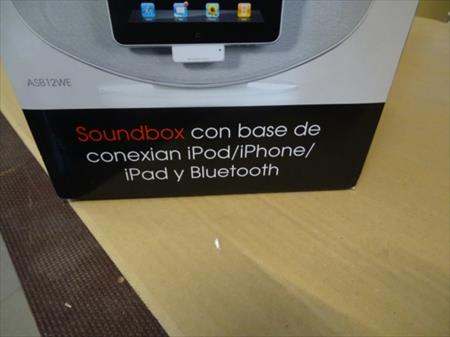 ASB12WE
Soundbox con base de
conexian iPod/iPhone/
iPad y Bluetooth